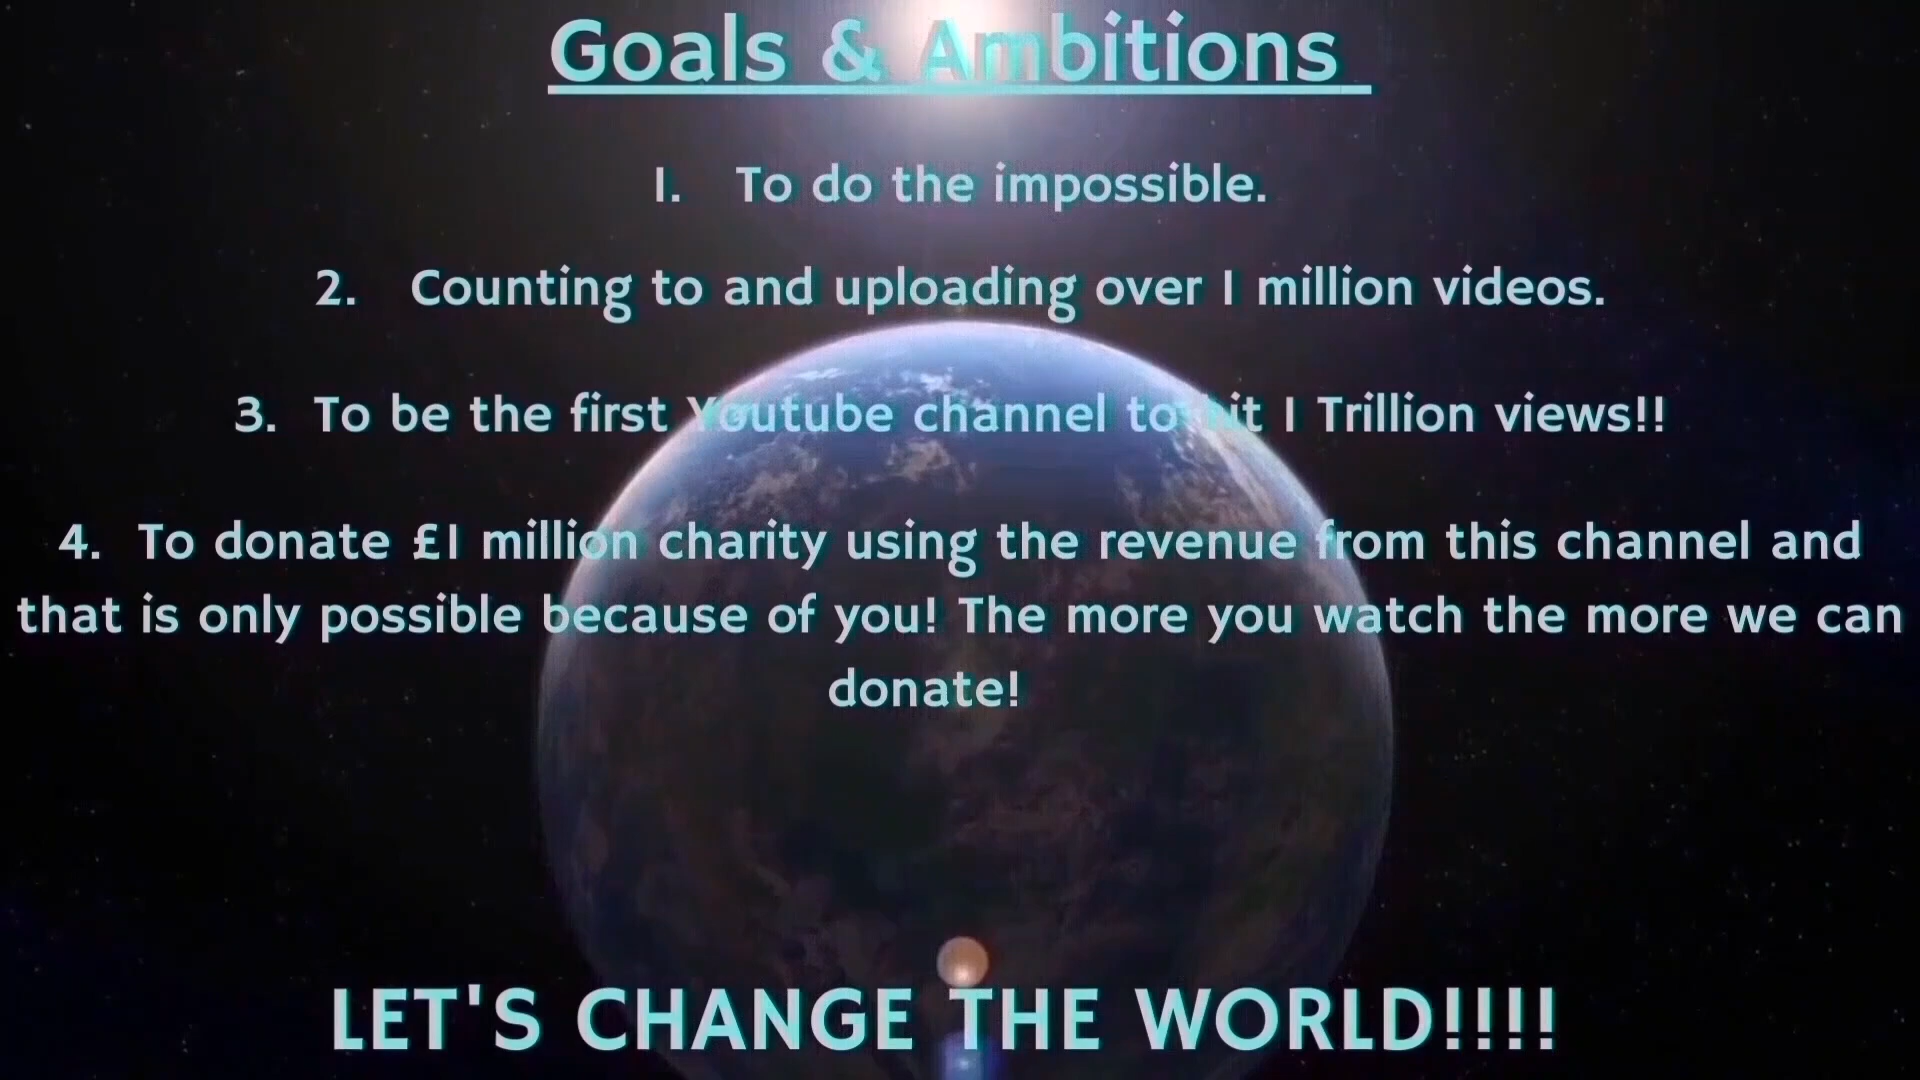 Goals & Ambitions
1. To do the impossible.
2. Counting to and uploading over 1 million videos.
3. To be the first Youtube channel to hit 1 Trillion views!!
4. To donate £1 million charity using the revenue from this channel and
that is only possible because of you! The more you watch the more we can
donate!
LET'S CHANGE THE WORLD!!!!